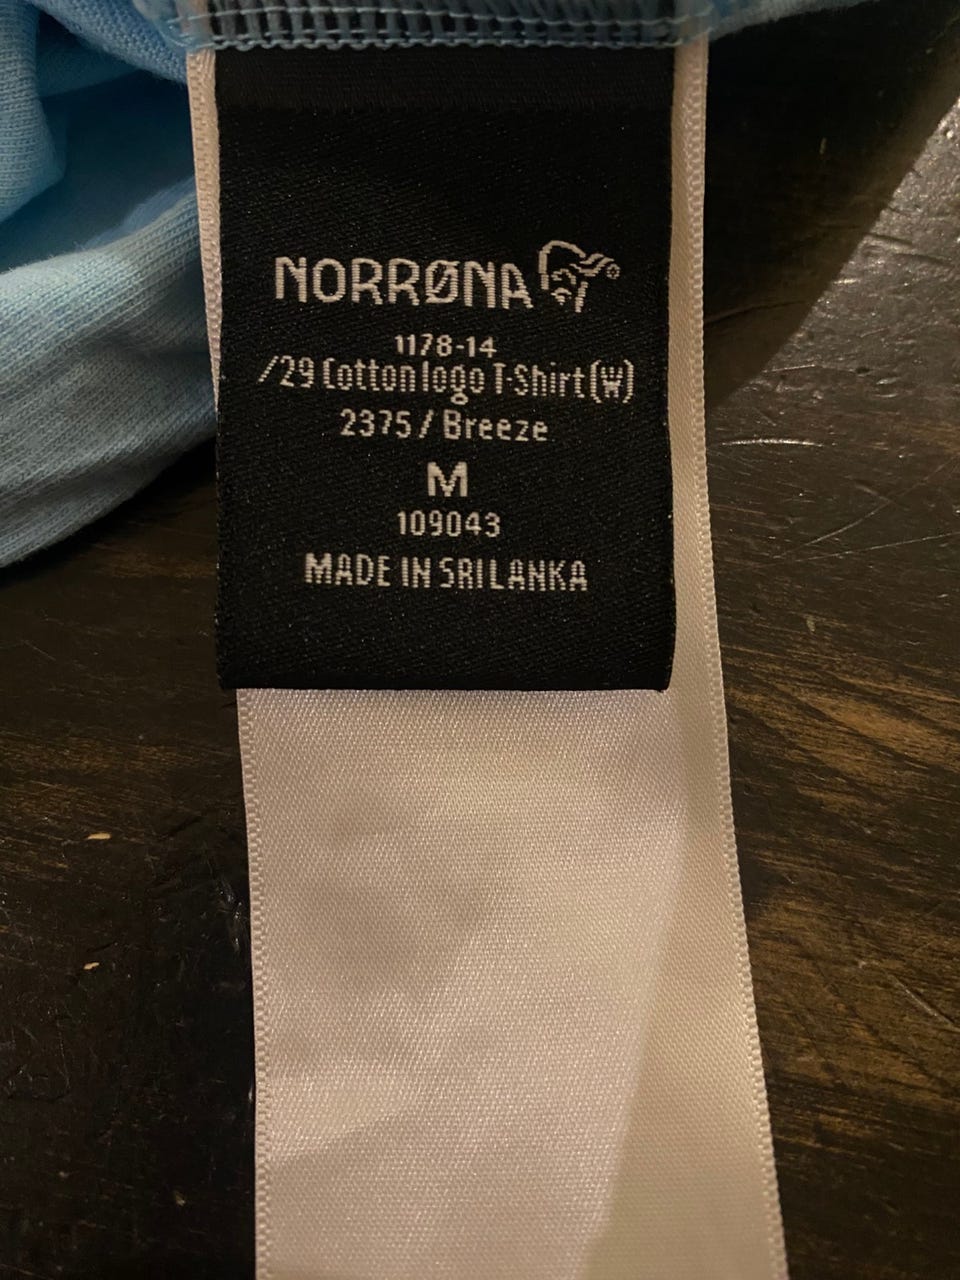 NORRØNA
1178-14
/29 Cotton logo T-Shirt (W)
2375 / Breeze
M
109043
MADE IN SRI LANKA